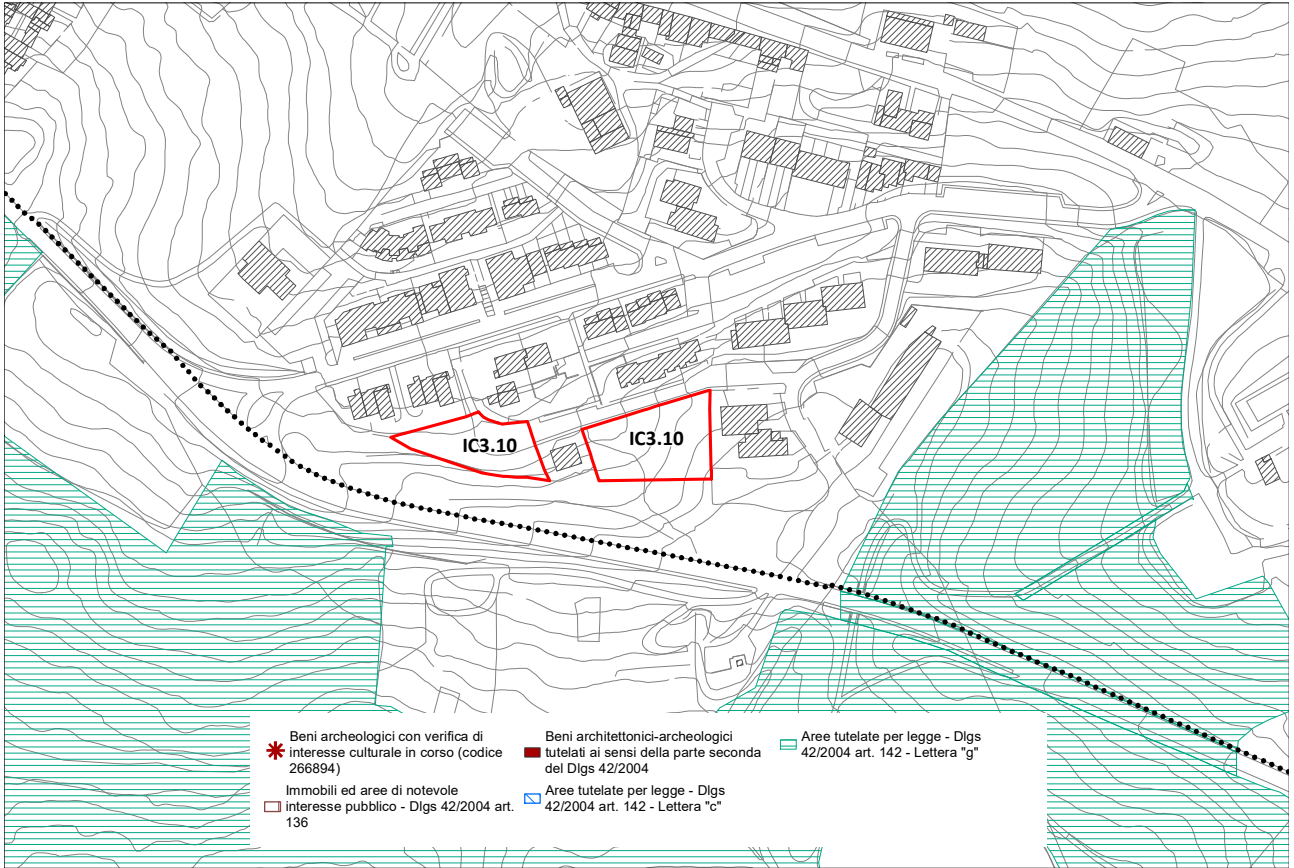 IC3.10
IC3.10
Beni archeologici con verifica di
interesse culturale in corso (codice
266894)
Immobili ed aree di notevole
interesse pubblico - Dlgs 42/2004 art.
136
Beni architettonici-archeologici
tutelati ai sensi della parte seconda
del Dlgs 42/2004
Aree tutelate per legge - Dlgs
42/2004 art. 142 - Lettera "c"
Aree tutelate per legge - Dlgs
42/2004 art. 142 - Lettera "g"